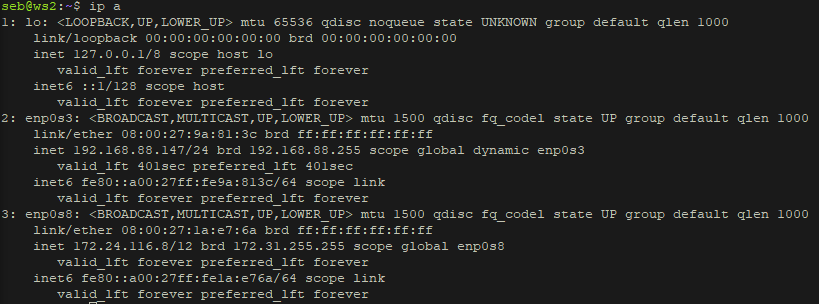 seb@ws2:~$ ip a
1: lo: <LOOPBACK,UP,LOWER_UP> mtu 65536 qdisc noqueue state UNKNOWN group default qlen 1000
    link/loopback 00:00:00:00:00:00 brd 00:00:00:00:00:00
    inet 127.0.0.1/8 scope host lo
       valid_lft forever preferred_lft forever
    inet6 ::1/128 scope host
       valid_lft forever preferred_lft forever
2: enp0s3: <BROADCAST,MULTICAST,UP,LOWER_UP> mtu 1500 qdisc fq_codel state UP group default qlen 1000
    link/ether 08:00:27:9a:81:3c brd ff:ff:ff:ff:ff:ff
    inet 192.168.88.147/24 brd 192.168.88.255 scope global dynamic enp0s3
       valid_lft 401sec preferred_lft 401sec
    inet6 fe80::a00:27ff:fe9a:813c/64 scope link
       valid_lft forever preferred_lft forever
3: enp0s8: <BROADCAST,MULTICAST,UP,LOWER_UP> mtu 1500 qdisc fq_codel state UP group default qlen 1000
    link/ether 08:00:27:1a:e7:6a brd ff:ff:ff:ff:ff:ff
    inet 172.24.116.8/12 brd 172.31.255.255 scope global enp0s8
       valid_lft forever preferred_lft forever
    inet6 fe80::a00:27ff:fe1a:e76a/64 scope link
       valid_lft forever preferred_lft forever